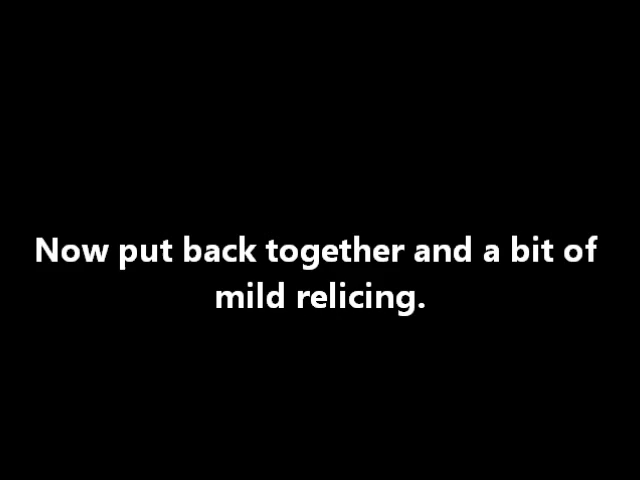 Now put back together and a bit of
mild relicing.